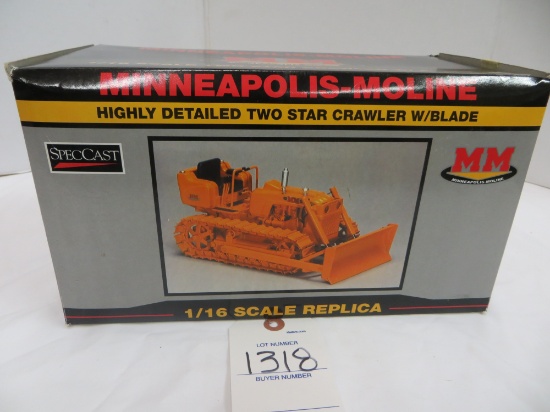 MINNEAPOLIS-MOLINE
HIGHLY DETAILED TWO STAR CRAWLER W/BLADE
SPECCAST
MM
MINNEAPOLIS-MOLINE
1/16 SCALE REPLICA
LOT NUMBER
1318
BUYER NUMBER